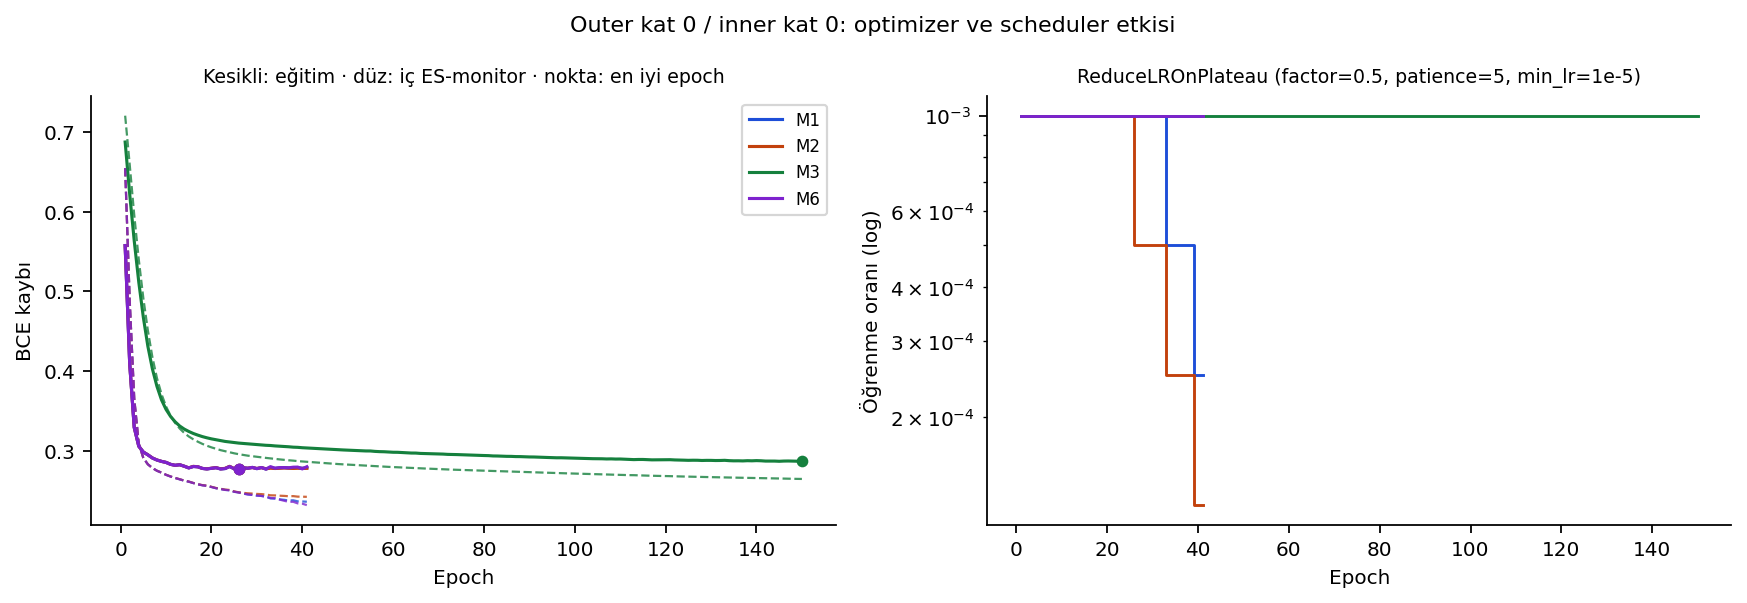 Outer kat 0 / inner kat 0: optimizer ve scheduler etkisi
Kesikli: eğitim · düz: iç ES-monitor · nokta: en iyi epoch
BCE kaybı
0.7
0.6
0.5
0.4
0.3
M1
M2
M3
M6
0 20 40 60 80 100 120 140
Epoch
ReduceLROnPlateau (factor=0.5, patience=5, min_lr=1e-5)
Öğrenme oranı (log)
10⁻³
6 × 10⁻⁴
4 × 10⁻⁴
3 × 10⁻⁴
2 × 10⁻⁴
0 20 40 60 80 100 120 140
Epoch